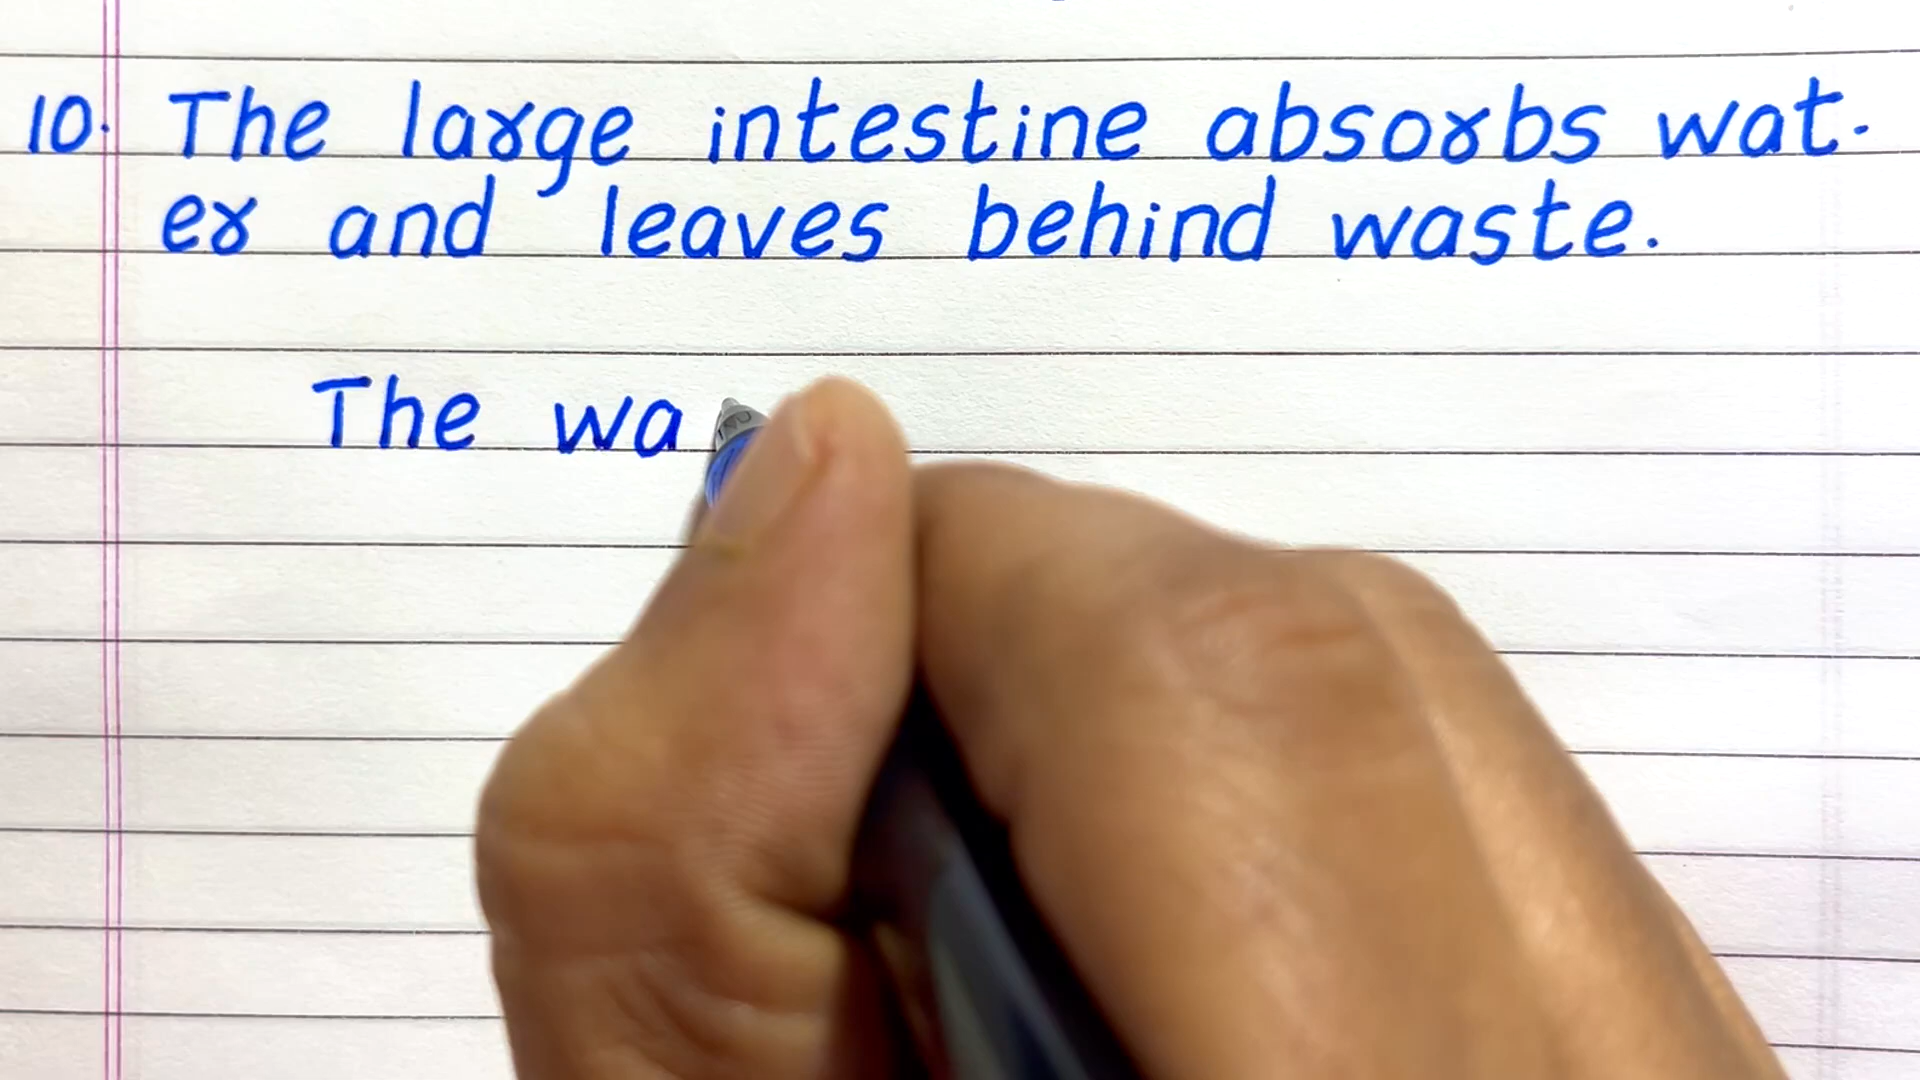 10. The large intestine absorbs wat-
er and leaves behind waste.
The wa